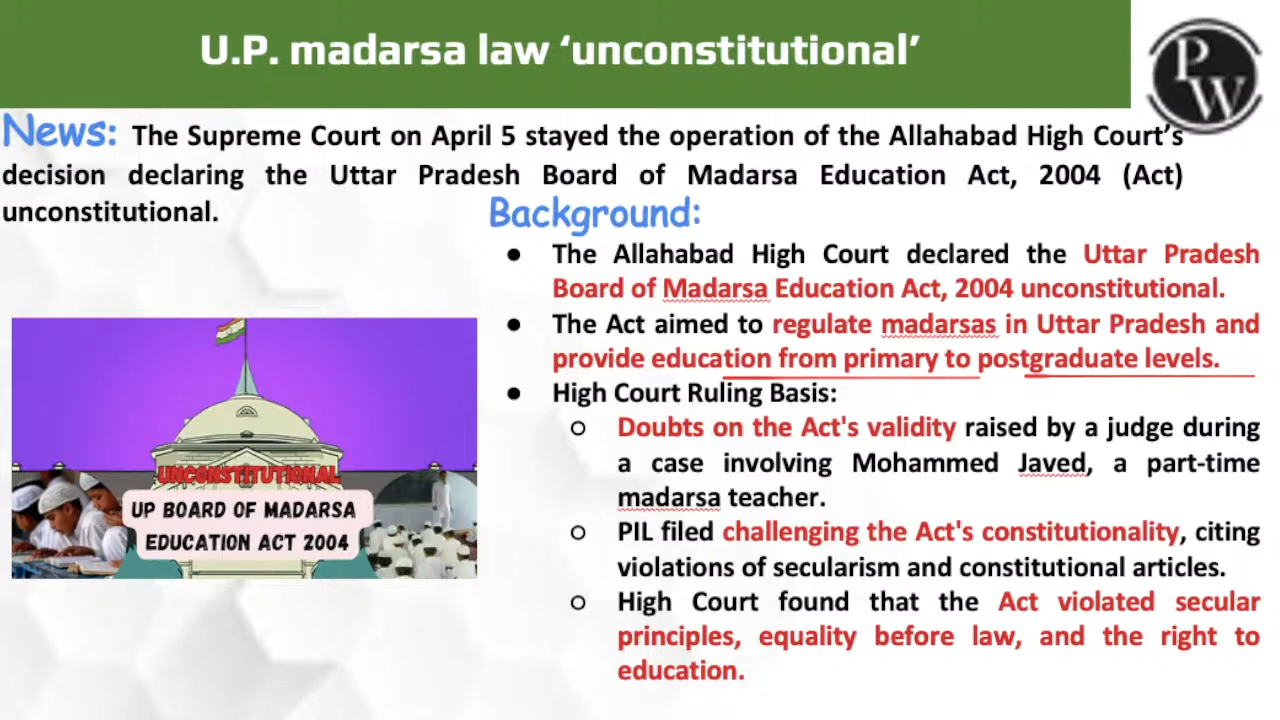 U.P. madarsa law ‘unconstitutional’
PW
News: The Supreme Court on April 5 stayed the operation of the Allahabad High Court’s
decision declaring the Uttar Pradesh Board of Madarsa Education Act, 2004 (Act)
unconstitutional.
Background:
● The Allahabad High Court declared the Uttar Pradesh
Board of Madarsa Education Act, 2004 unconstitutional.
● The Act aimed to regulate madarsas in Uttar Pradesh and
provide education from primary to postgraduate levels.
● High Court Ruling Basis:
○ Doubts on the Act's validity raised by a judge during
a case involving Mohammed Javed, a part-time
madarsa teacher.
○ PIL filed challenging the Act's constitutionality, citing
violations of secularism and constitutional articles.
○ High Court found that the Act violated secular
principles, equality before law, and the right to
education.
UNCONSTITUTIONAL
UP BOARD OF MADARSA
EDUCATION ACT 2004